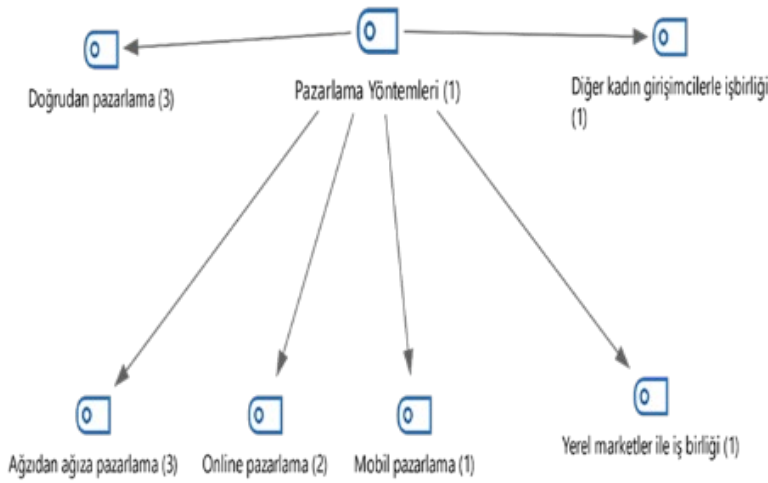 Doğrudan pazarlama (3)
Pazarlama Yöntemleri (1)
Diğer kadın girişimcilerle işbirliği
(1)
Ağzıdan ağıza pazarlama (3)
Online pazarlama (2)
Mobil pazarlama (1)
Yerel marketler ile iş birliği (1)